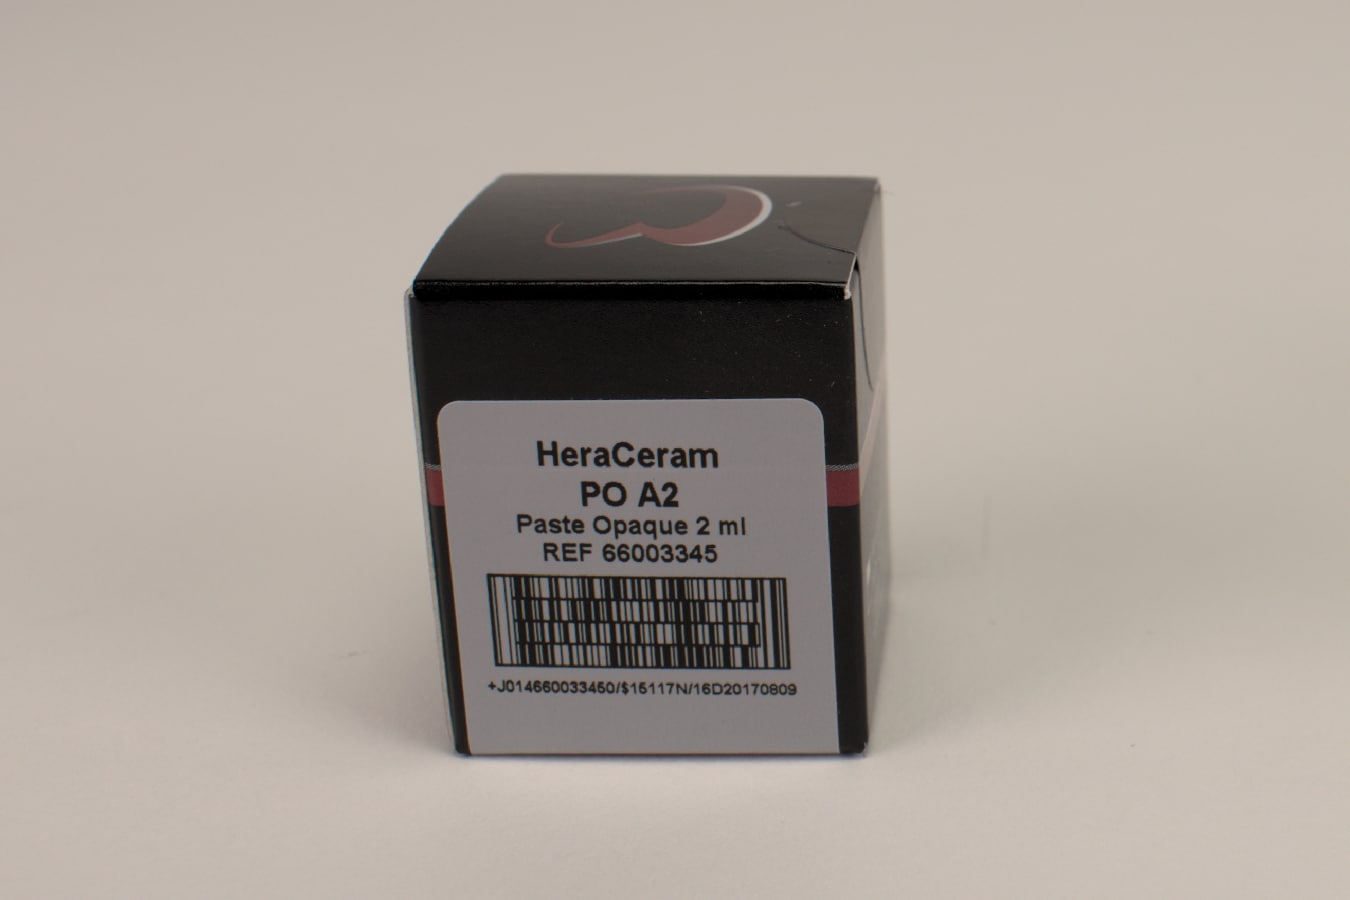 HeraCeram
PO A2
Paste Opaque 2 ml
REF 66003345
+J014660033450/$15117N/16D20170809